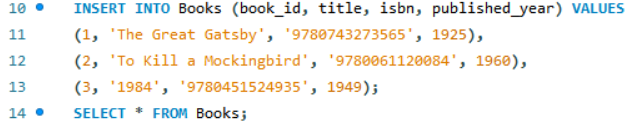 10 INSERT INTO Books (book_id, title, isbn, published_year) VALUES
11 (1, 'The Great Gatsby', '9780743273565', 1925),
12 (2, 'To Kill a Mockingbird', '9780061120084', 1960),
13 (3, '1984', '9780451524935', 1949);
14 SELECT * FROM Books;